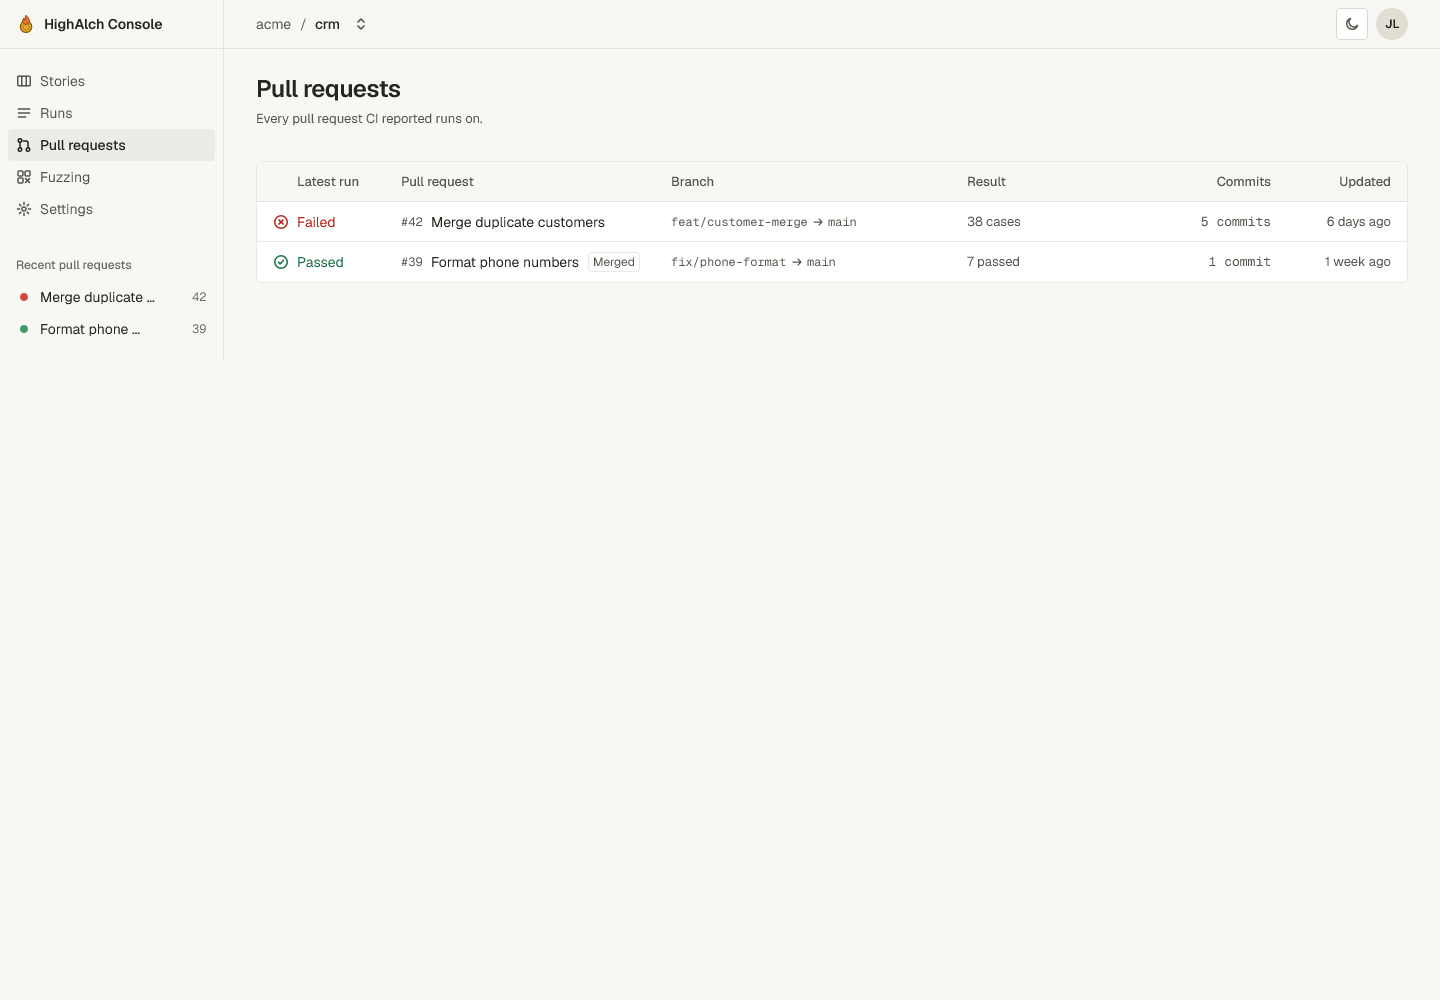 HighAlch Console
acme / crm
JL
Stories
Runs
Pull requests
Fuzzing
Settings
Recent pull requests
Merge duplicate ... 42
Format phone ... 39
Pull requests
Every pull request CI reported runs on.
Latest run Pull request Branch Result Commits Updated
Failed #42 Merge duplicate customers feat/customer-merge → main 38 cases 5 commits 6 days ago
Passed #39 Format phone numbers Merged fix/phone-format → main 7 passed 1 commit 1 week ago